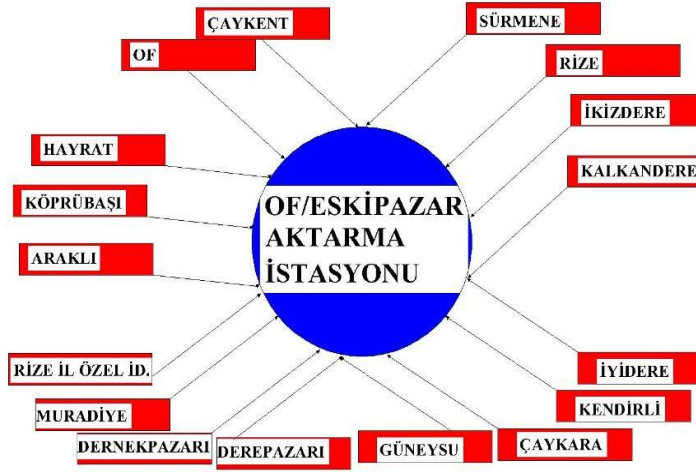 ÇAYKENT
SÜRMENE
OF
RİZE
İKİZDERE
HAYRAT
KALKANDERE
KÖPRÜBAŞI
OF/ESKİPAZAR
AKTARMA
İSTASYONU
ARAKLI
RİZE İL ÖZEL İD.
İYİDERE
MURADİYE
KENDİRLİ
DERNEKPAZARI
DEREPAZARI
GÜNEYSU
ÇAYKARA